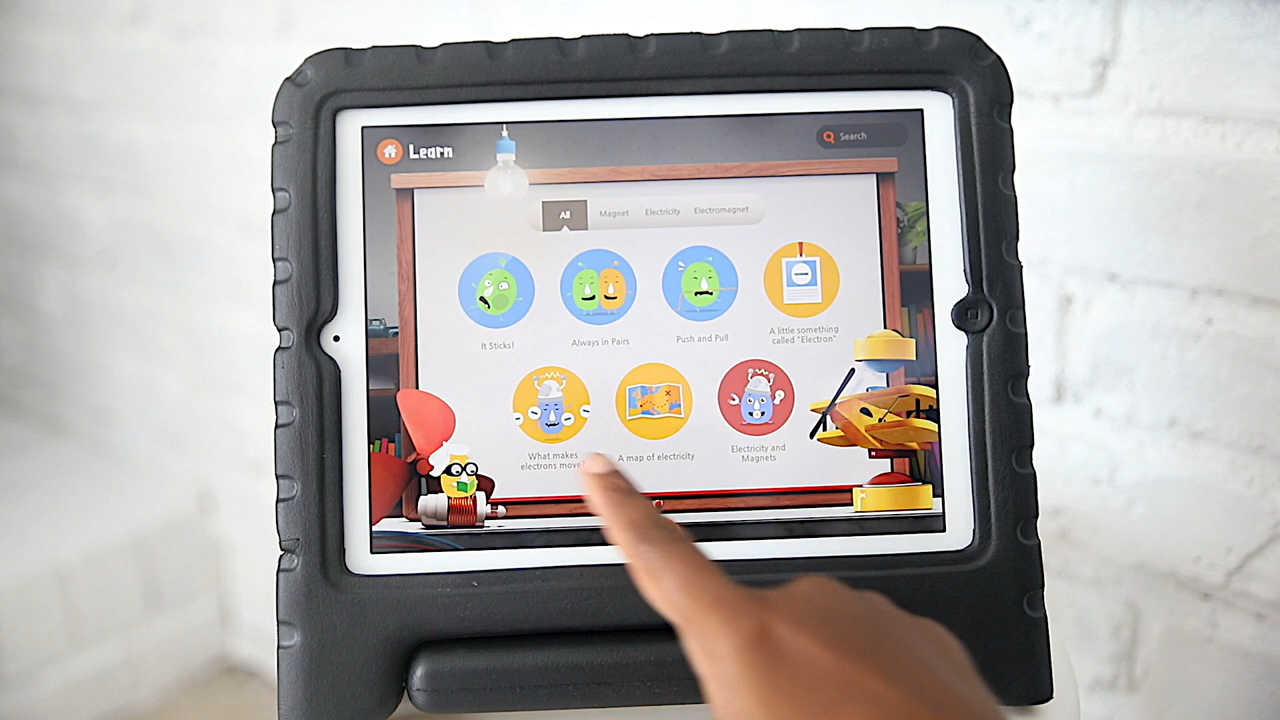 Learn
Search
All
Magnet
Electricity
Electromagnet
It Sticks!
Always in Pairs
Push and Pull
A little something
called "Electron"
What makes
electrons move?
A map of electricity
Electricity and
Magnets
N